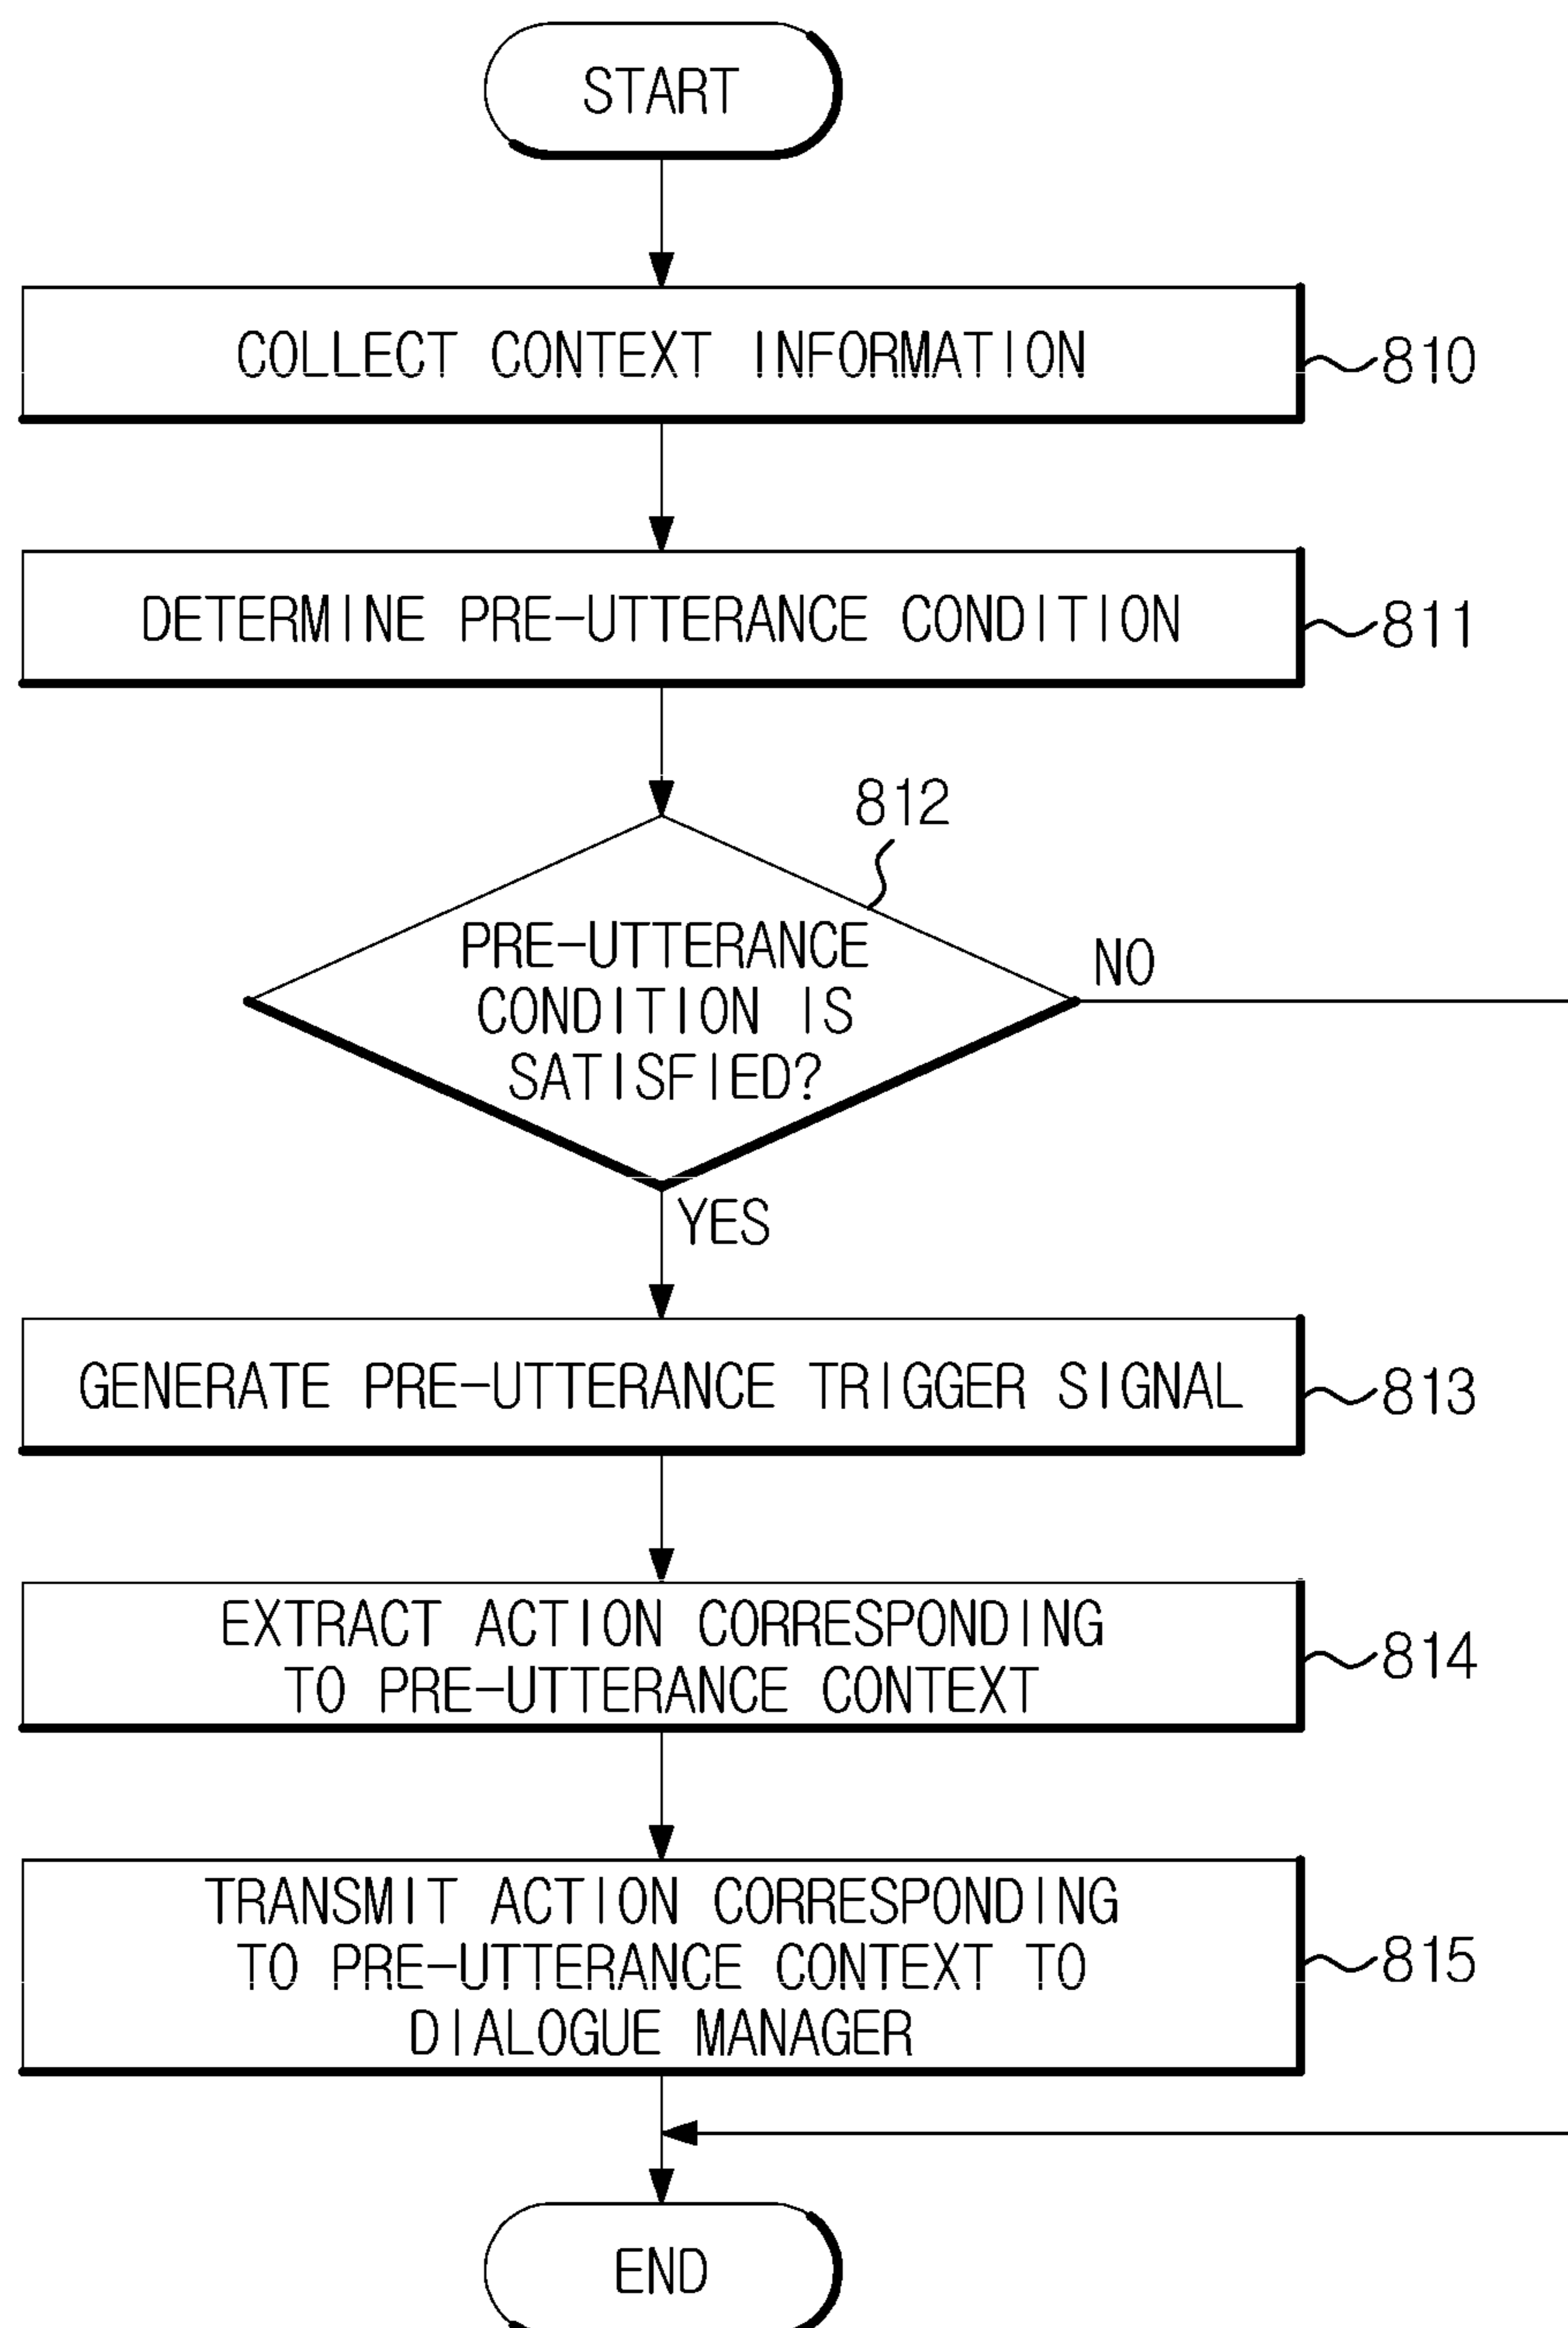 START
COLLECT CONTEXT INFORMATION
810
DETERMINE PRE-UTTERANCE CONDITION
811
812
PRE-UTTERANCE
CONDITION IS
SATISFIED?
NO
YES
GENERATE PRE-UTTERANCE TRIGGER SIGNAL
813
EXTRACT ACTION CORRESPONDING
TO PRE-UTTERANCE CONTEXT
814
TRANSMIT ACTION CORRESPONDING
TO PRE-UTTERANCE CONTEXT TO
DIALOGUE MANAGER
815
END